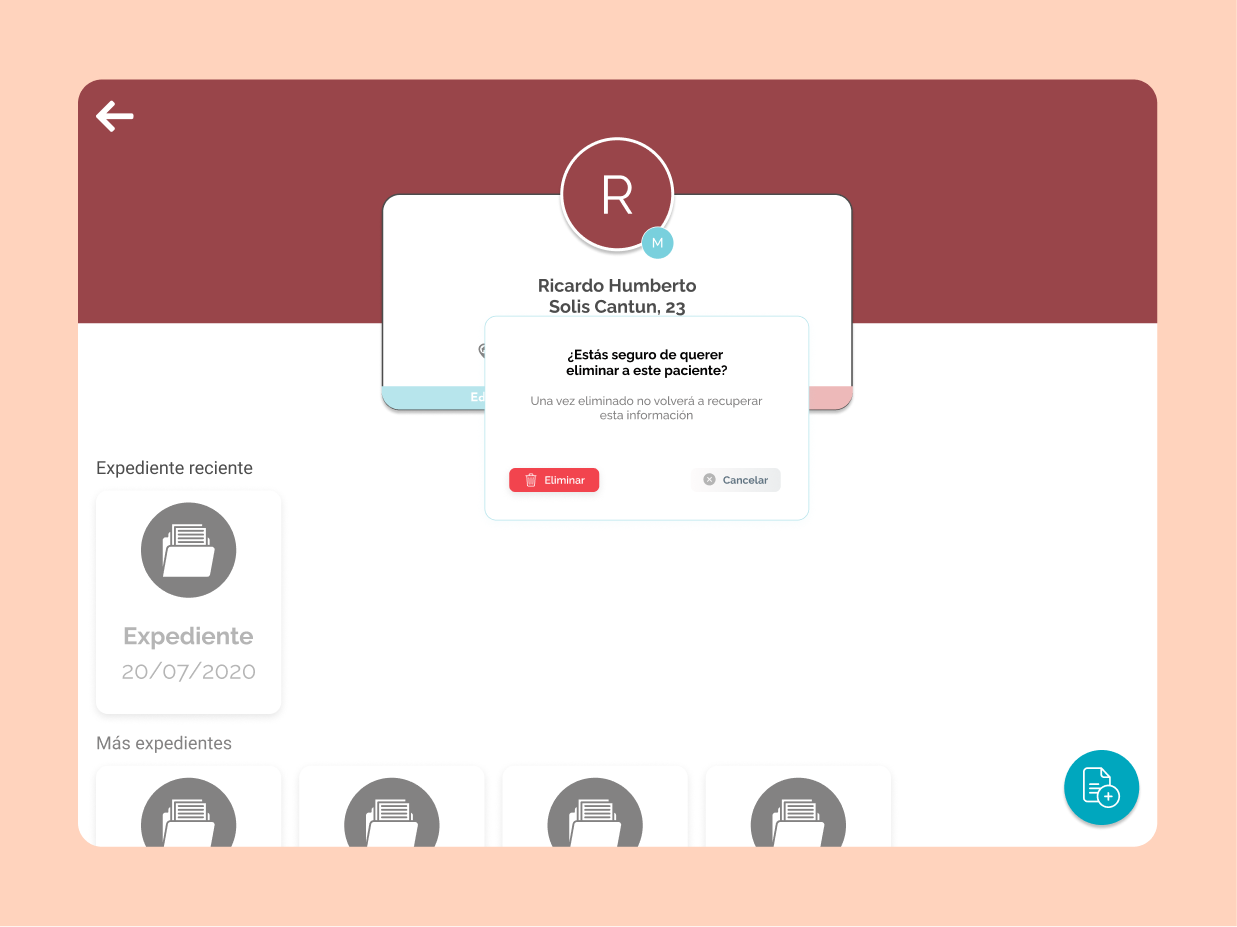 R
M
Ricardo Humberto
Solis Cantun, 23
¿Estás seguro de querer
eliminar a este paciente?
Una vez eliminado no volverá a recuperar
esta información
Eliminar
Cancelar
Expediente reciente
Expediente
20/07/2020
Más expedientes